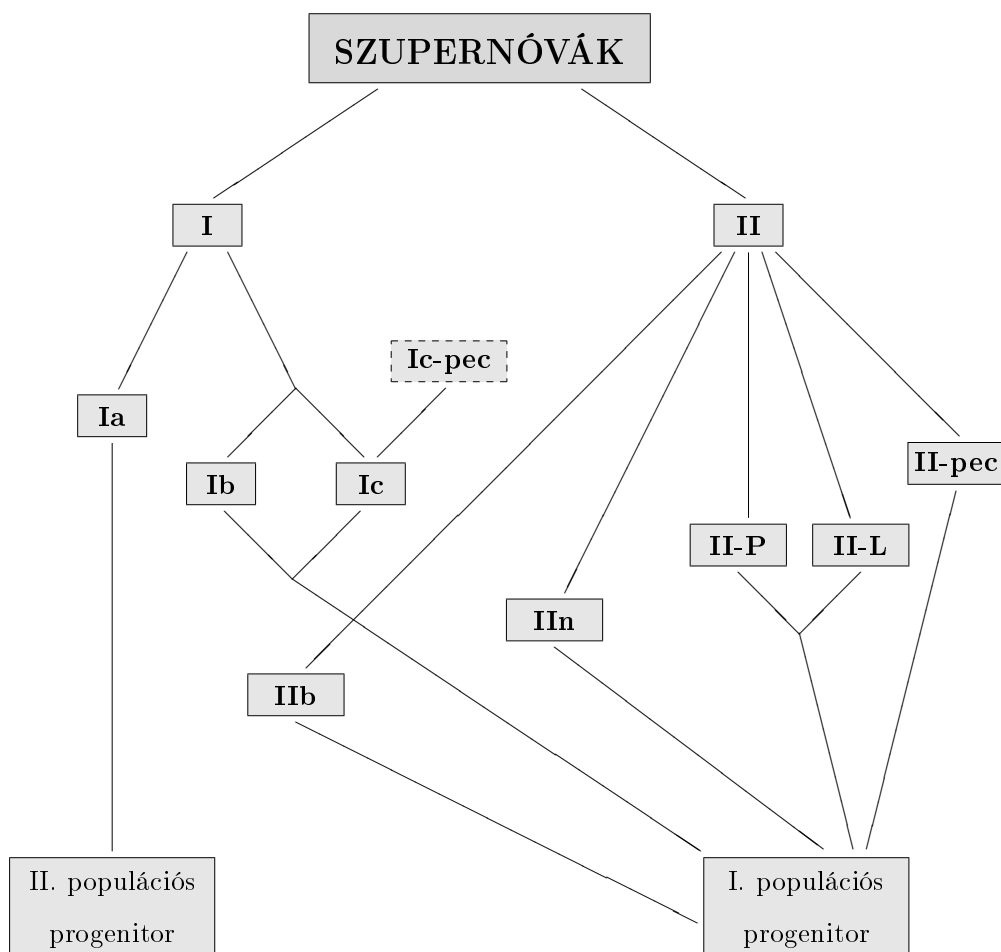 SZUPERNÓVÁK
I
II
Ic-pec
Ia
II-pec
Ib
Ic
II-P
II-L
IIn
IIb
II. populációs
progenitor
I. populációs
progenitor